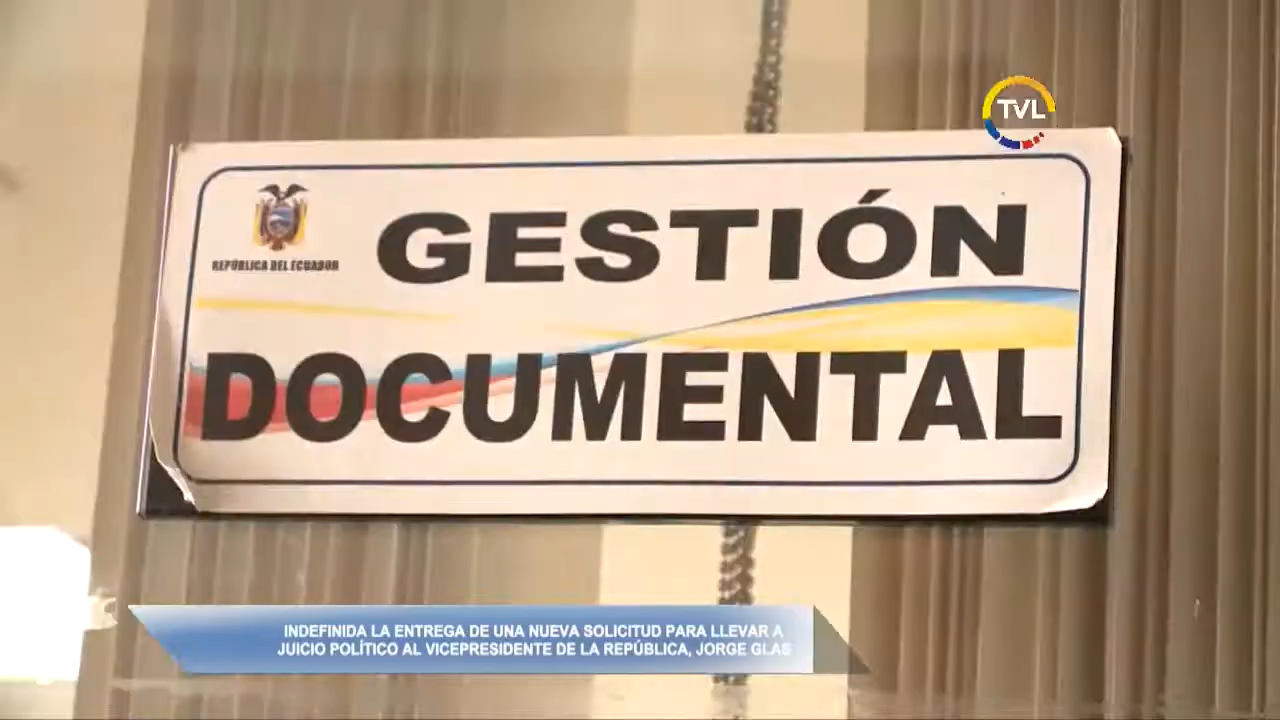 TVL
REPÚBLICA DEL ECUADOR
GESTIÓN
DOCUMENTAL
INDEFINIDA LA ENTREGA DE UNA NUEVA SOLICITUD PARA LLEVAR A
JUICIO POLÍTICO AL VICEPRESIDENTE DE LA REPÚBLICA, JORGE GLAS